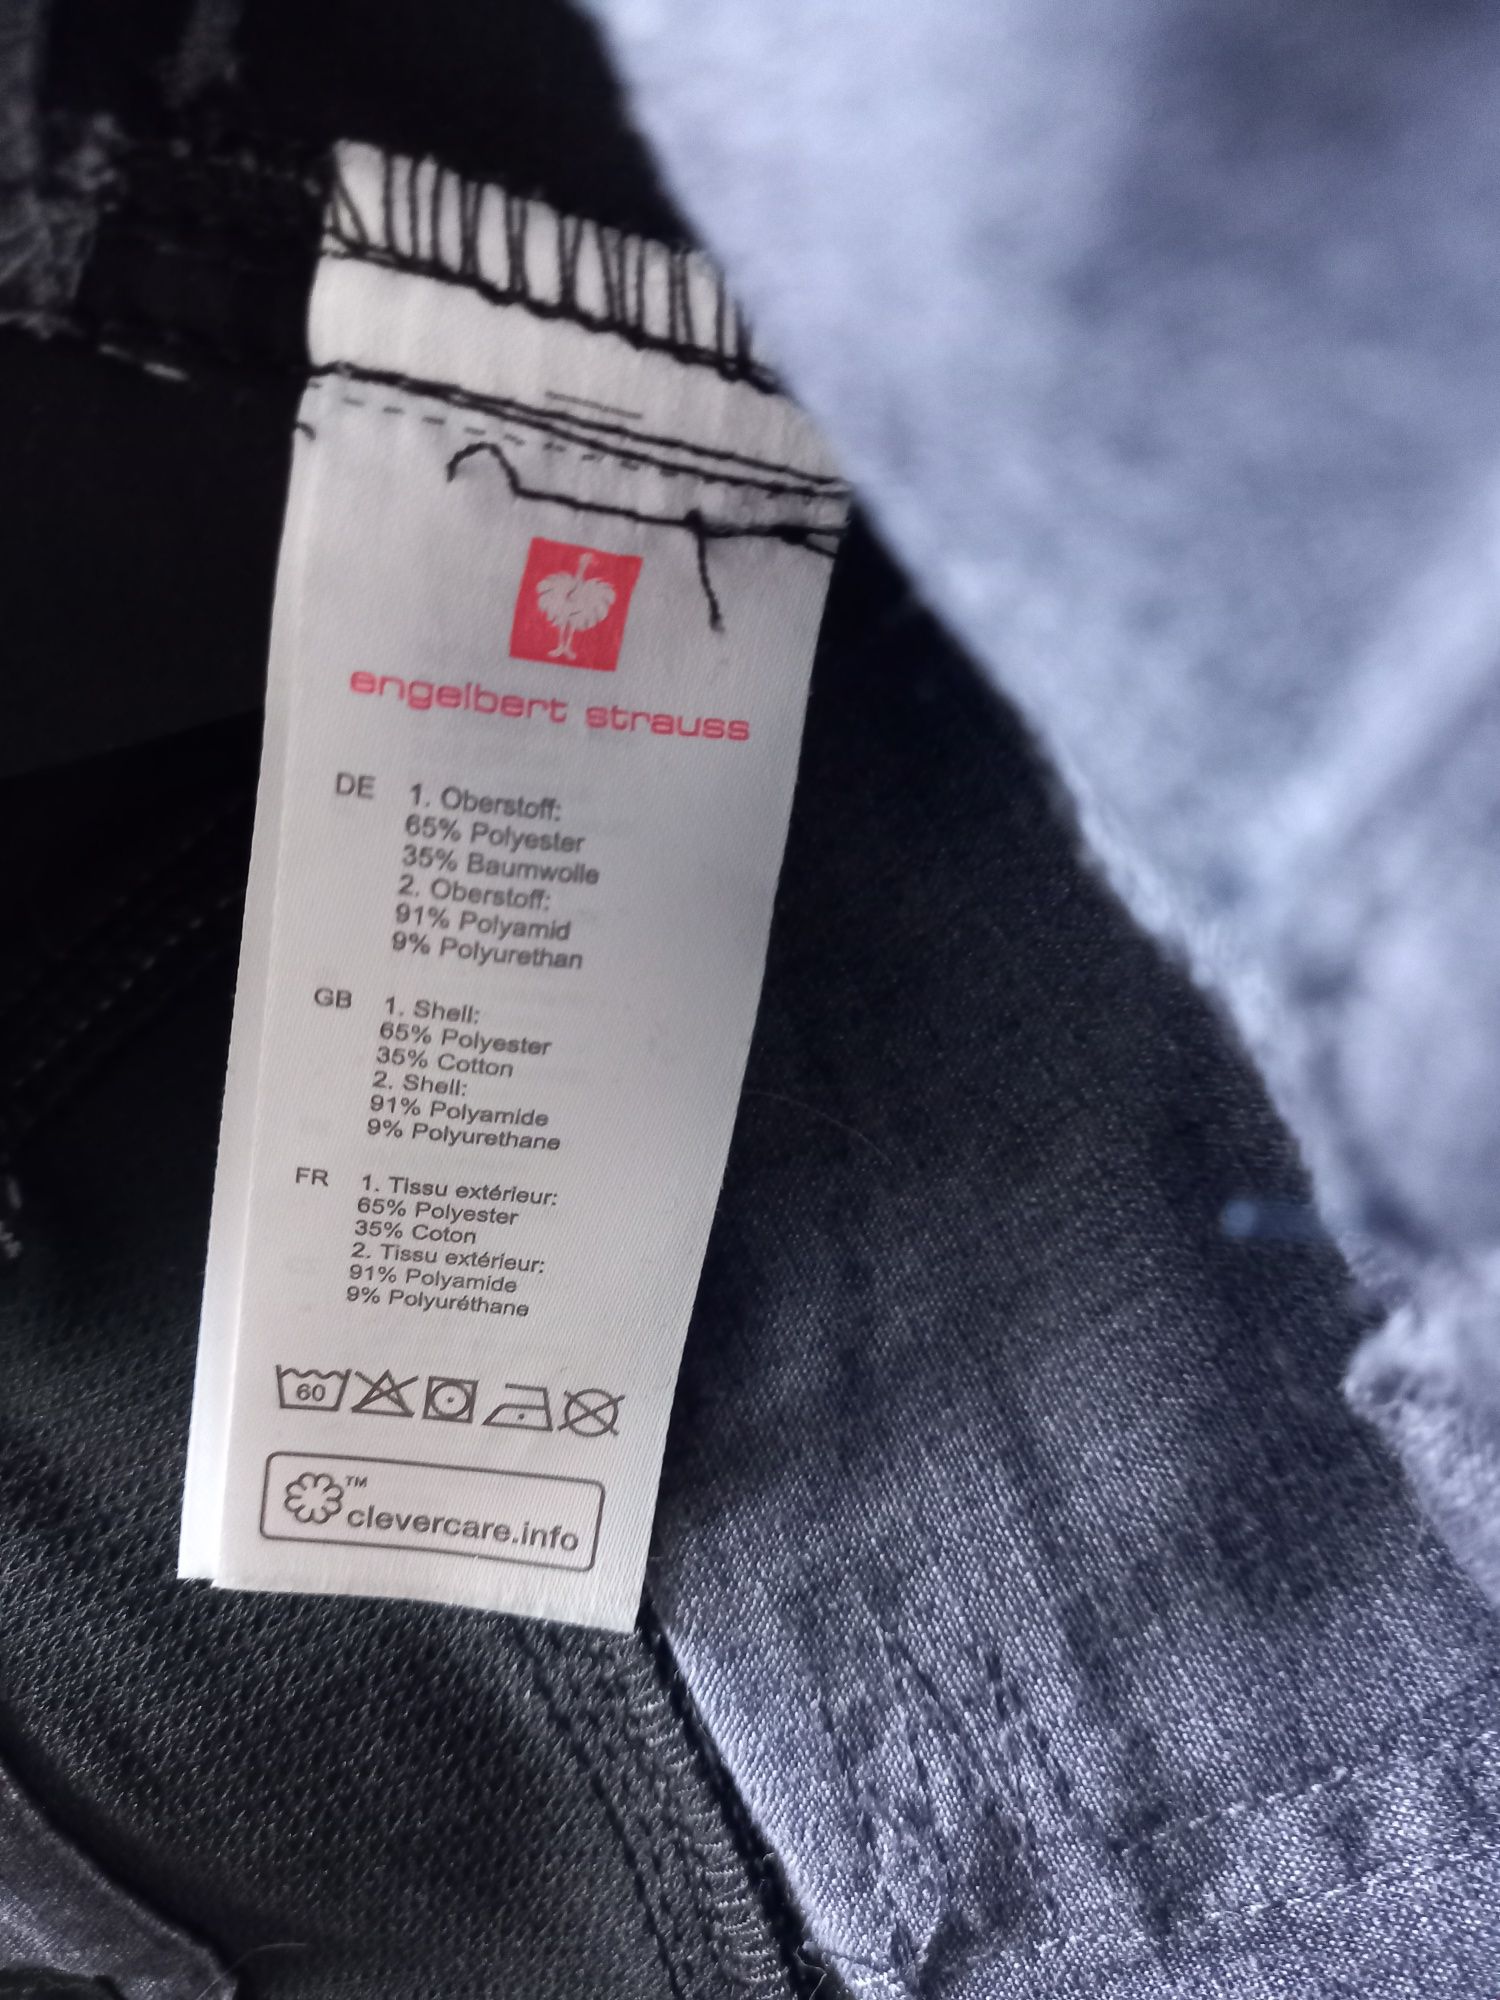 engelbert strauss
DE 1. Oberstoff:
65% Polyester
35% Baumwolle
2. Oberstoff:
91% Polyamid
9% Polyurethan
GB 1. Shell:
65% Polyester
35% Cotton
2. Shell:
91% Polyamide
9% Polyurethane
FR 1. Tissu extérieur:
65% Polyester
35% Coton
2. Tissu extérieur:
91% Polyamide
9% Polyuréthane
60
™
clevercare.info